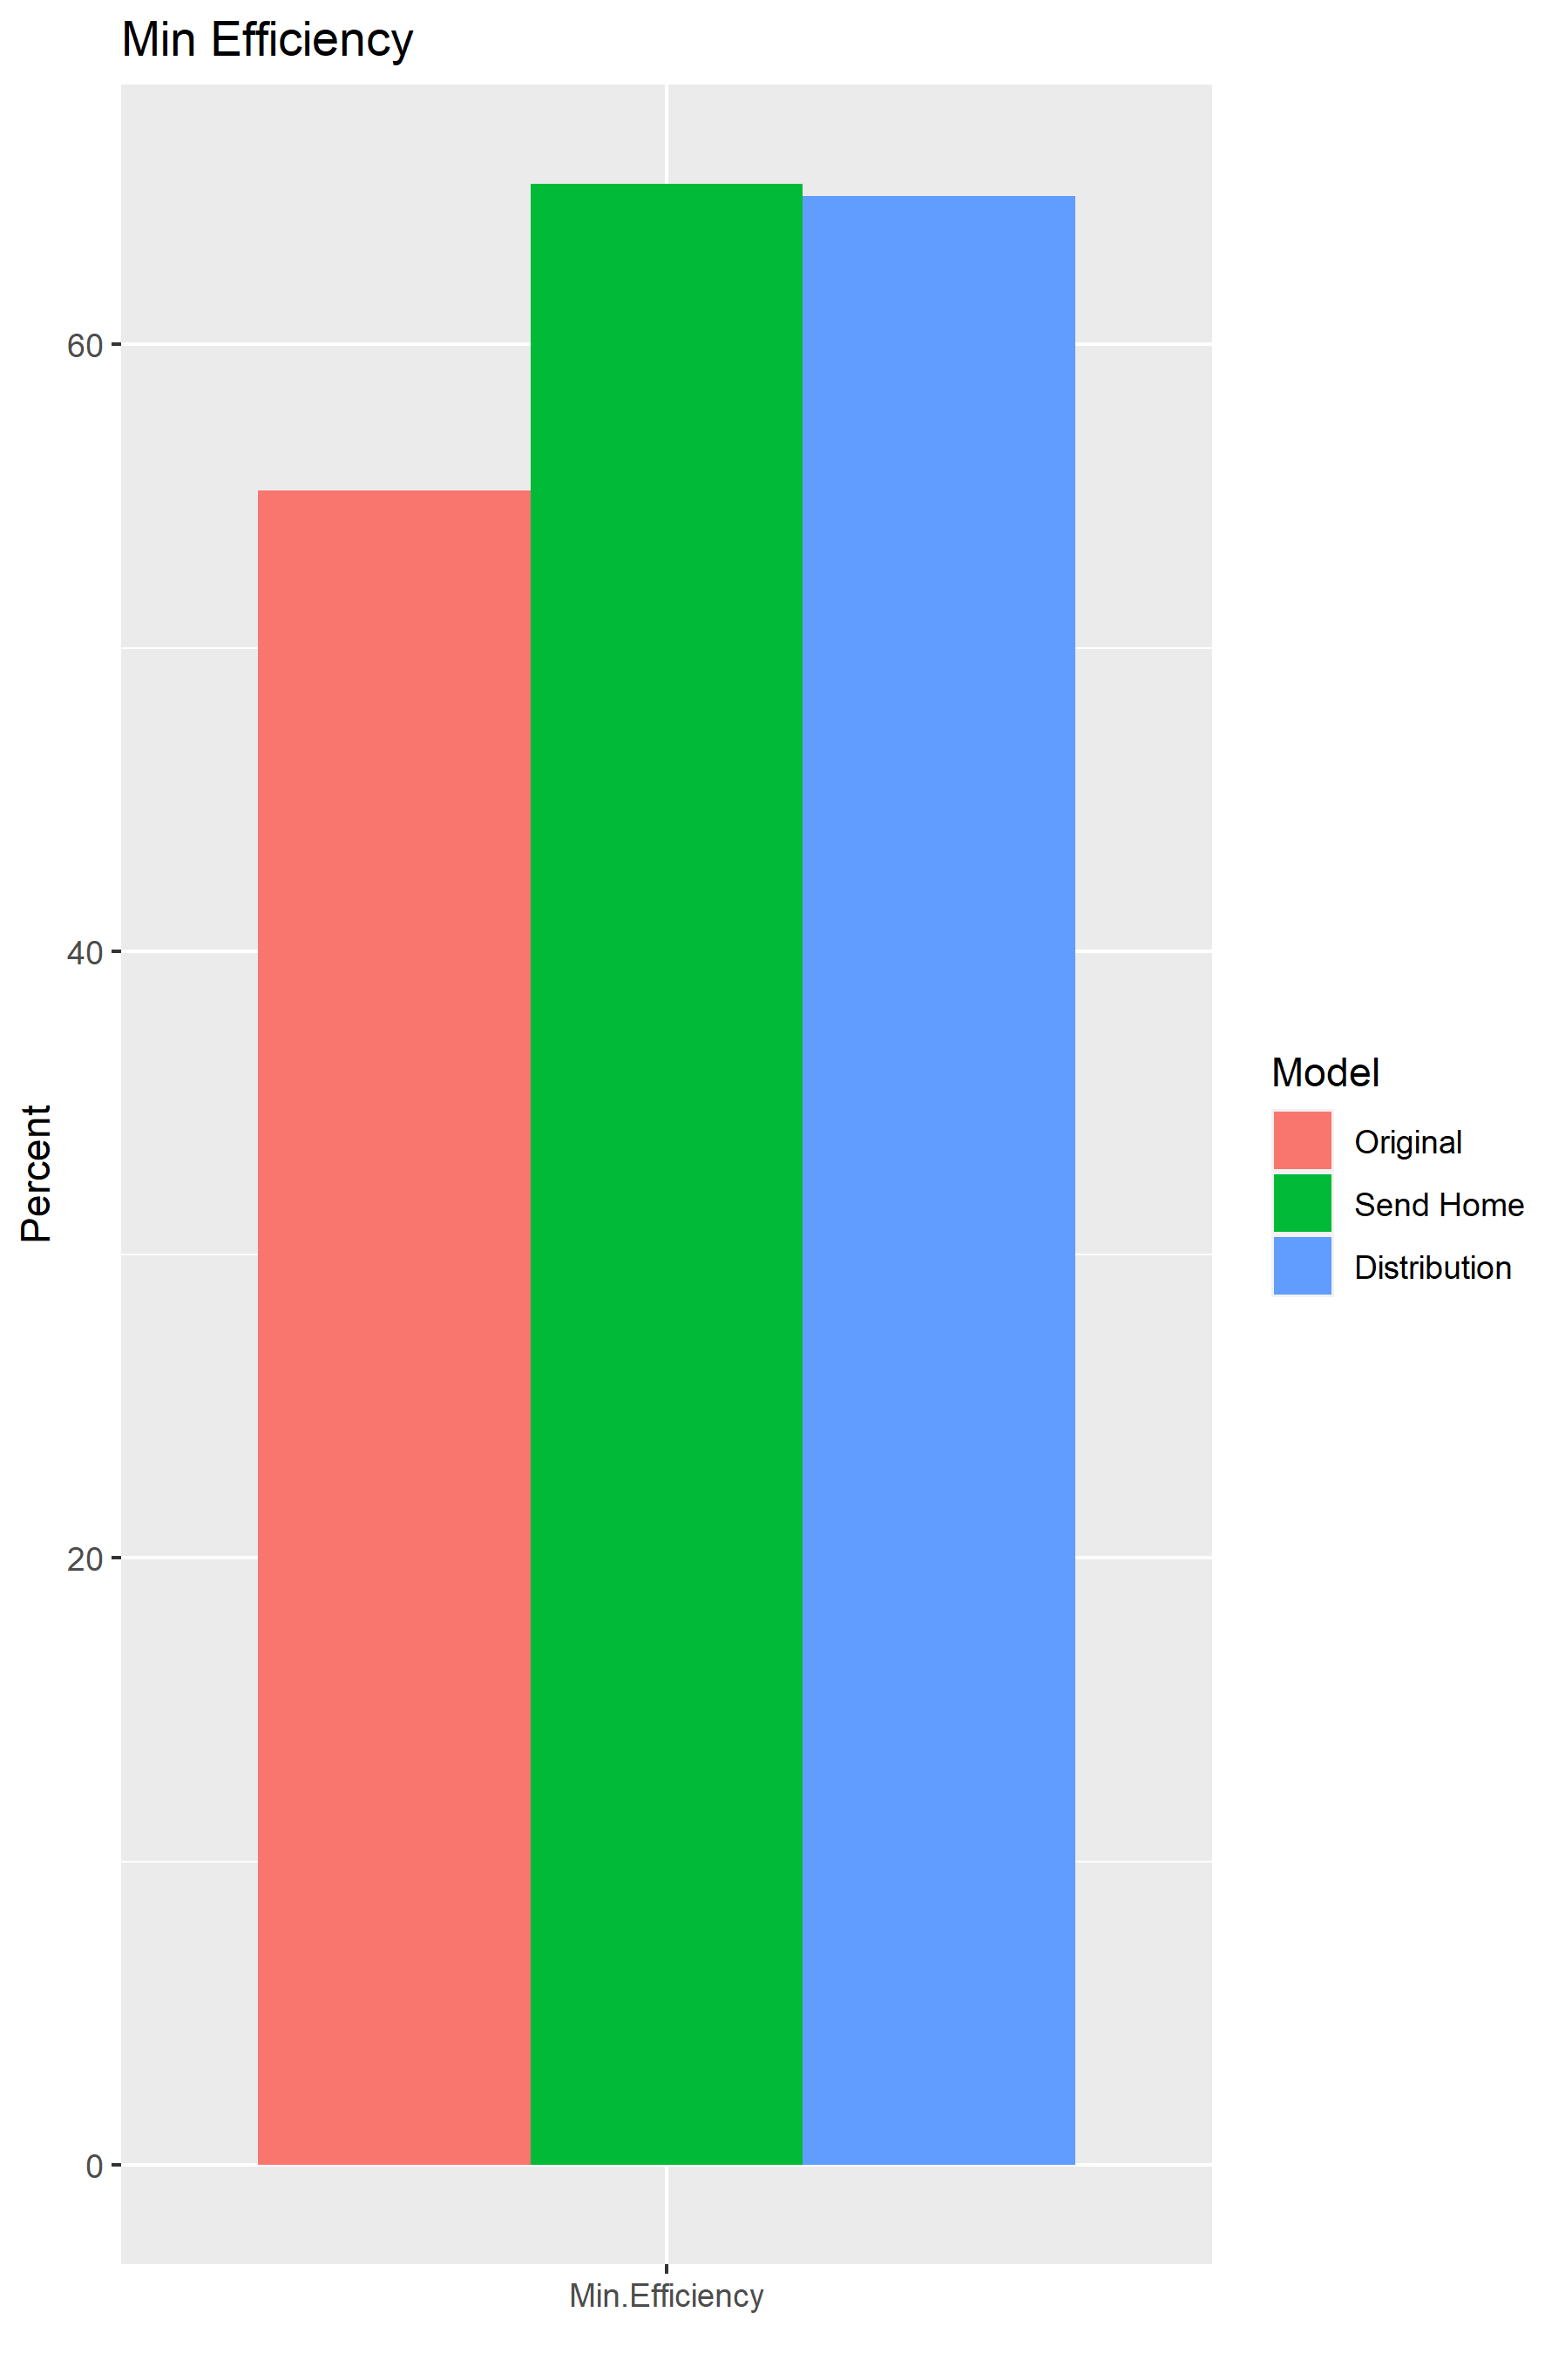 Min Efficiency
60
40
20
0
Percent
Min.Efficiency
Model
Original
Send Home
Distribution